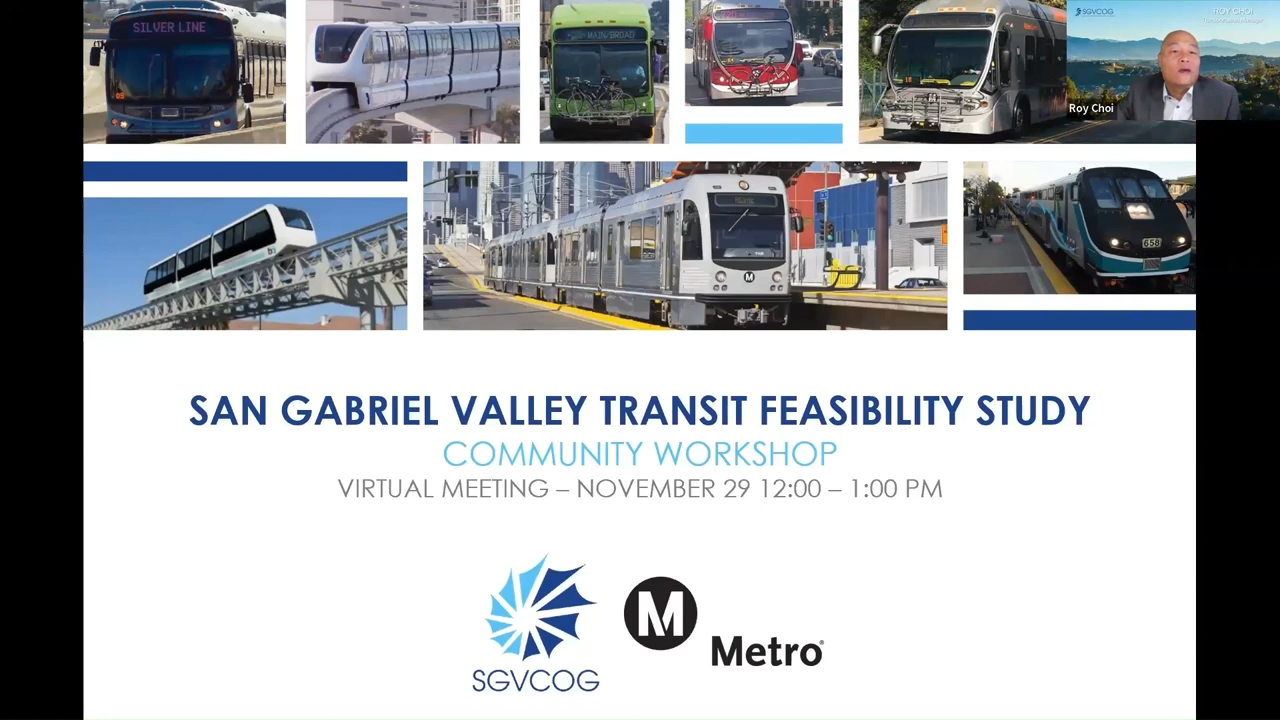 SILVER LINE
MAIN/BROAD
SGVCOG
ROY CHOI
Roy Choi
M
658
SAN GABRIEL VALLEY TRANSIT FEASIBILITY STUDY
COMMUNITY WORKSHOP
VIRTUAL MEETING – NOVEMBER 29 12:00 – 1:00 PM
SGVCOG
M
Metro